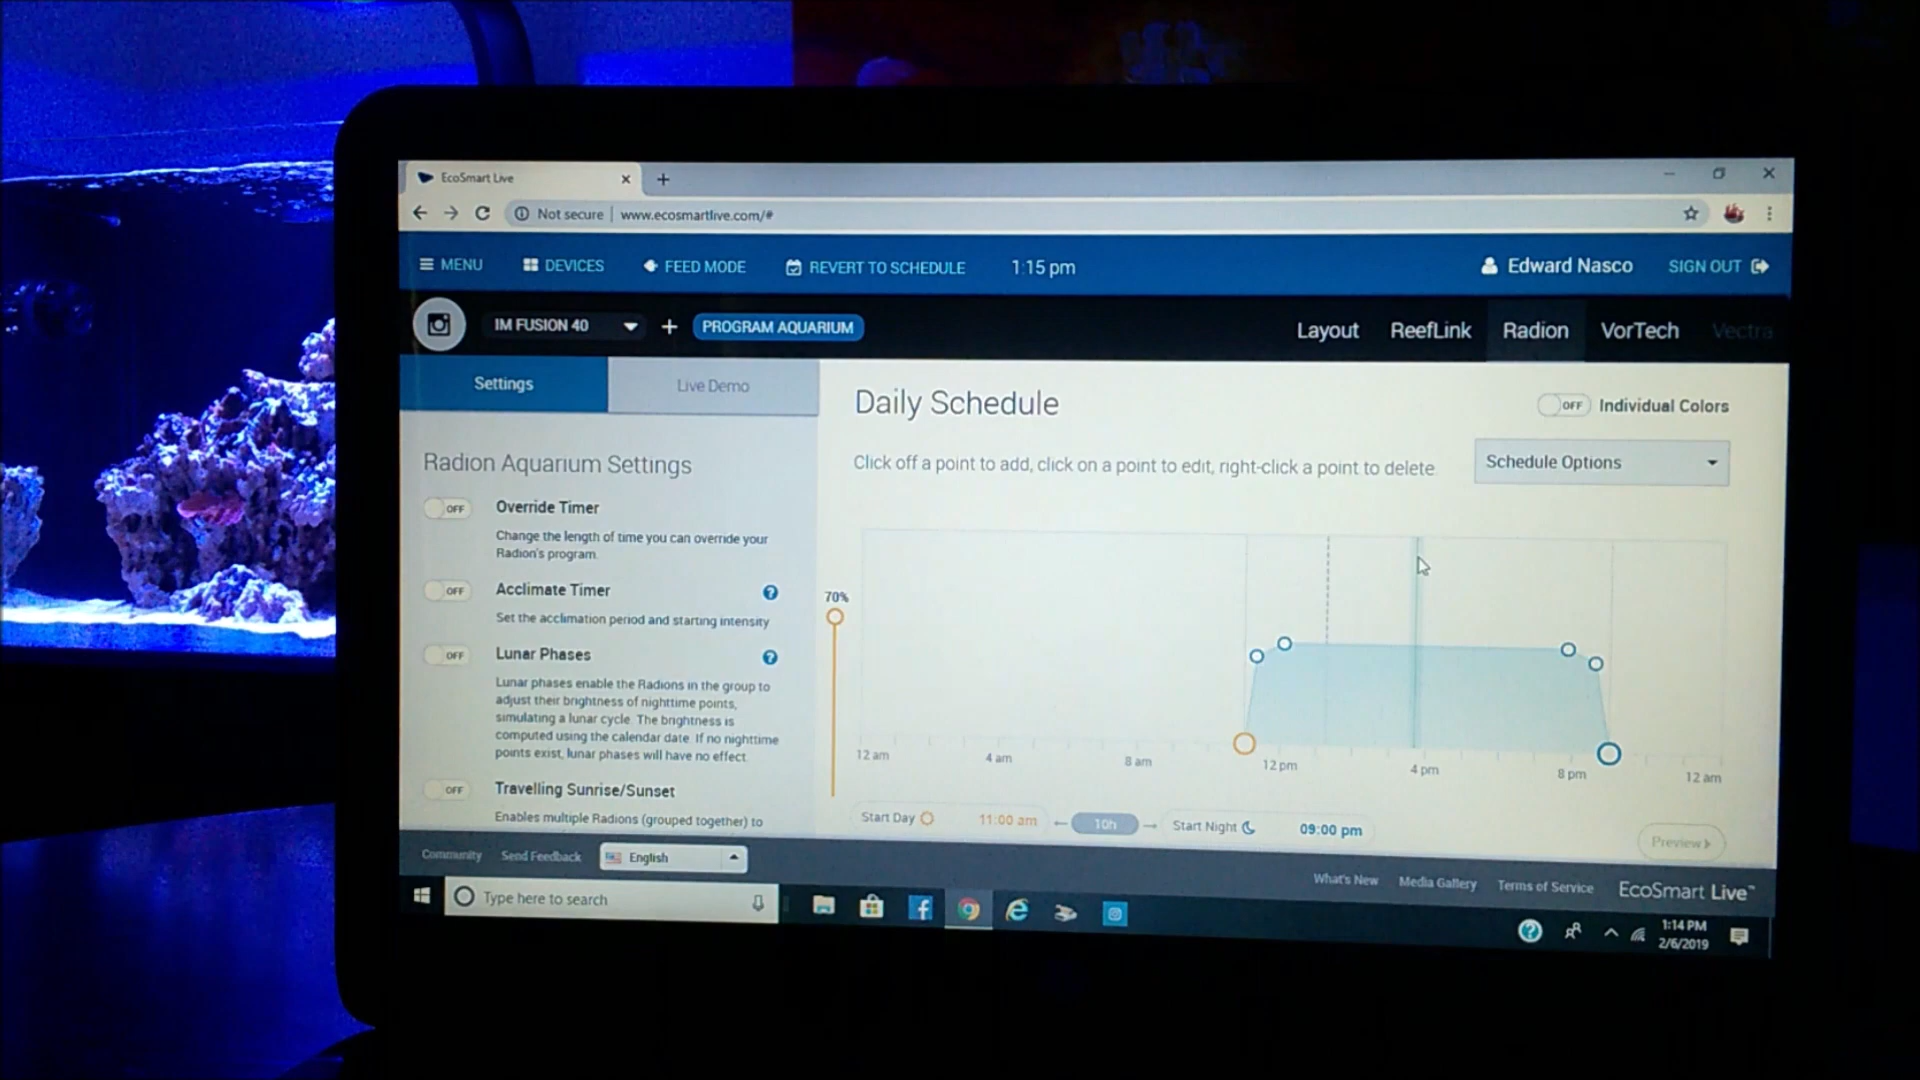 EcoSmart Live
Not secure | www.ecosmartlive.com/#
MENU DEVICES FEED MODE REVERT TO SCHEDULE 1:15 pm Edward Nasco SIGN OUT
IM FUSION 40 + PROGRAM AQUARIUM Layout ReefLink Radion VorTech Vectra
Settings Live Demo
Daily Schedule
OFF Individual Colors
Click off a point to add, click on a point to edit, right-click a point to delete.
Schedule Options
Radion Aquarium Settings
OFF Override Timer
Change the length of time you can override your
Radion's program.
OFF Acclimate Timer ?
Set the acclimation period and starting intensity
OFF Lunar Phases ?
Lunar phases enable the Radions in the group to
adjust their brightness of nighttime points,
simulating a lunar cycle. The brightness is
computed using the calendar date. If no nighttime
points exist, lunar phases will have no effect.
OFF Travelling Sunrise/Sunset
Enables multiple Radions (grouped together) to
70%
12 am 4 am 8 am 12 pm 4 pm 8 pm 12 am
Start Day 11:00 am 10h Start Night 09:00 pm
Preview
Community Send Feedback English
What's New Media Gallery Terms of Service EcoSmart Live™
Type here to search
1:14 PM
2/6/2019